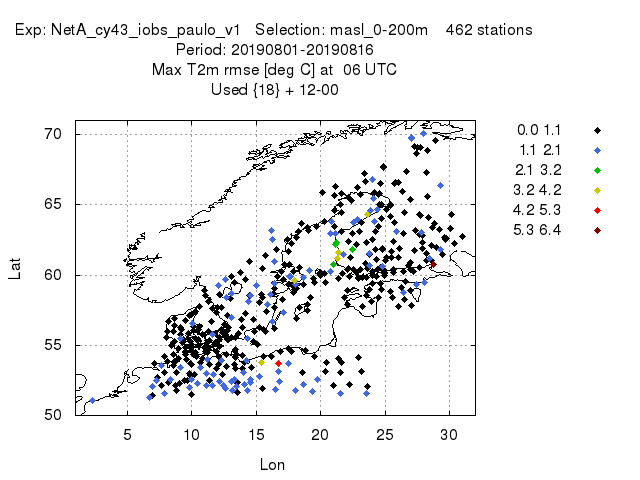 Exp: NetA_cy43_iobs_paulo_v1   Selection: masl_0-200m    462 stations
Period: 20190801-20190816
Max T2m rmse [deg C] at  06 UTC
Used {18} + 12-00
70
65
60
55
50
Lat
5 10 15 20 25 30
Lon
0.0 1.1
1.1 2.1
2.1 3.2
3.2 4.2
4.2 5.3
5.3 6.4